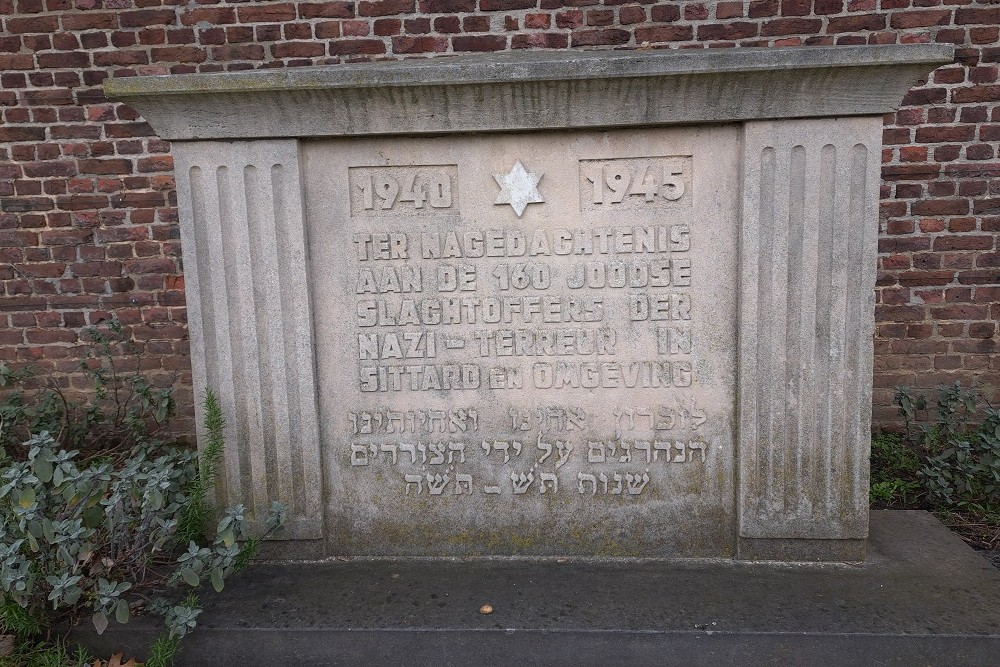 1940 1945
TER NAGEDACHTENIS
AAN DE 160 JOODSE
SLACHTOFFERS DER
NAZI-TERREUR IN
SITTARD EN OMGEVING
לזכרון אחינו ואחיותינו
הנהרגים על ידי הצוררים
שנות תש - תשה